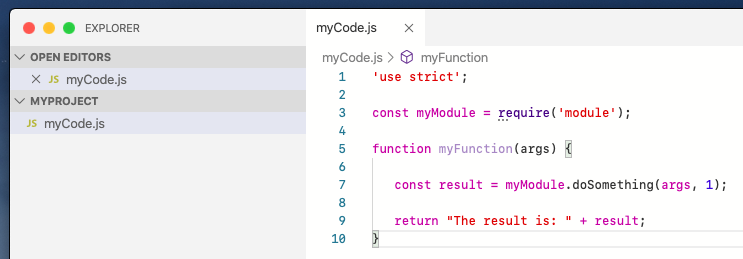 EXPLORER
OPEN EDITORS
JS myCode.js
MYPROJECT
JS myCode.js
myCode.js
myCode.js > myFunction
1 'use strict';
2
3 const myModule = require('module');
4
5 function myFunction(args) {
6
7 const result = myModule.doSomething(args, 1);
8
9 return "The result is: " + result;
10 }